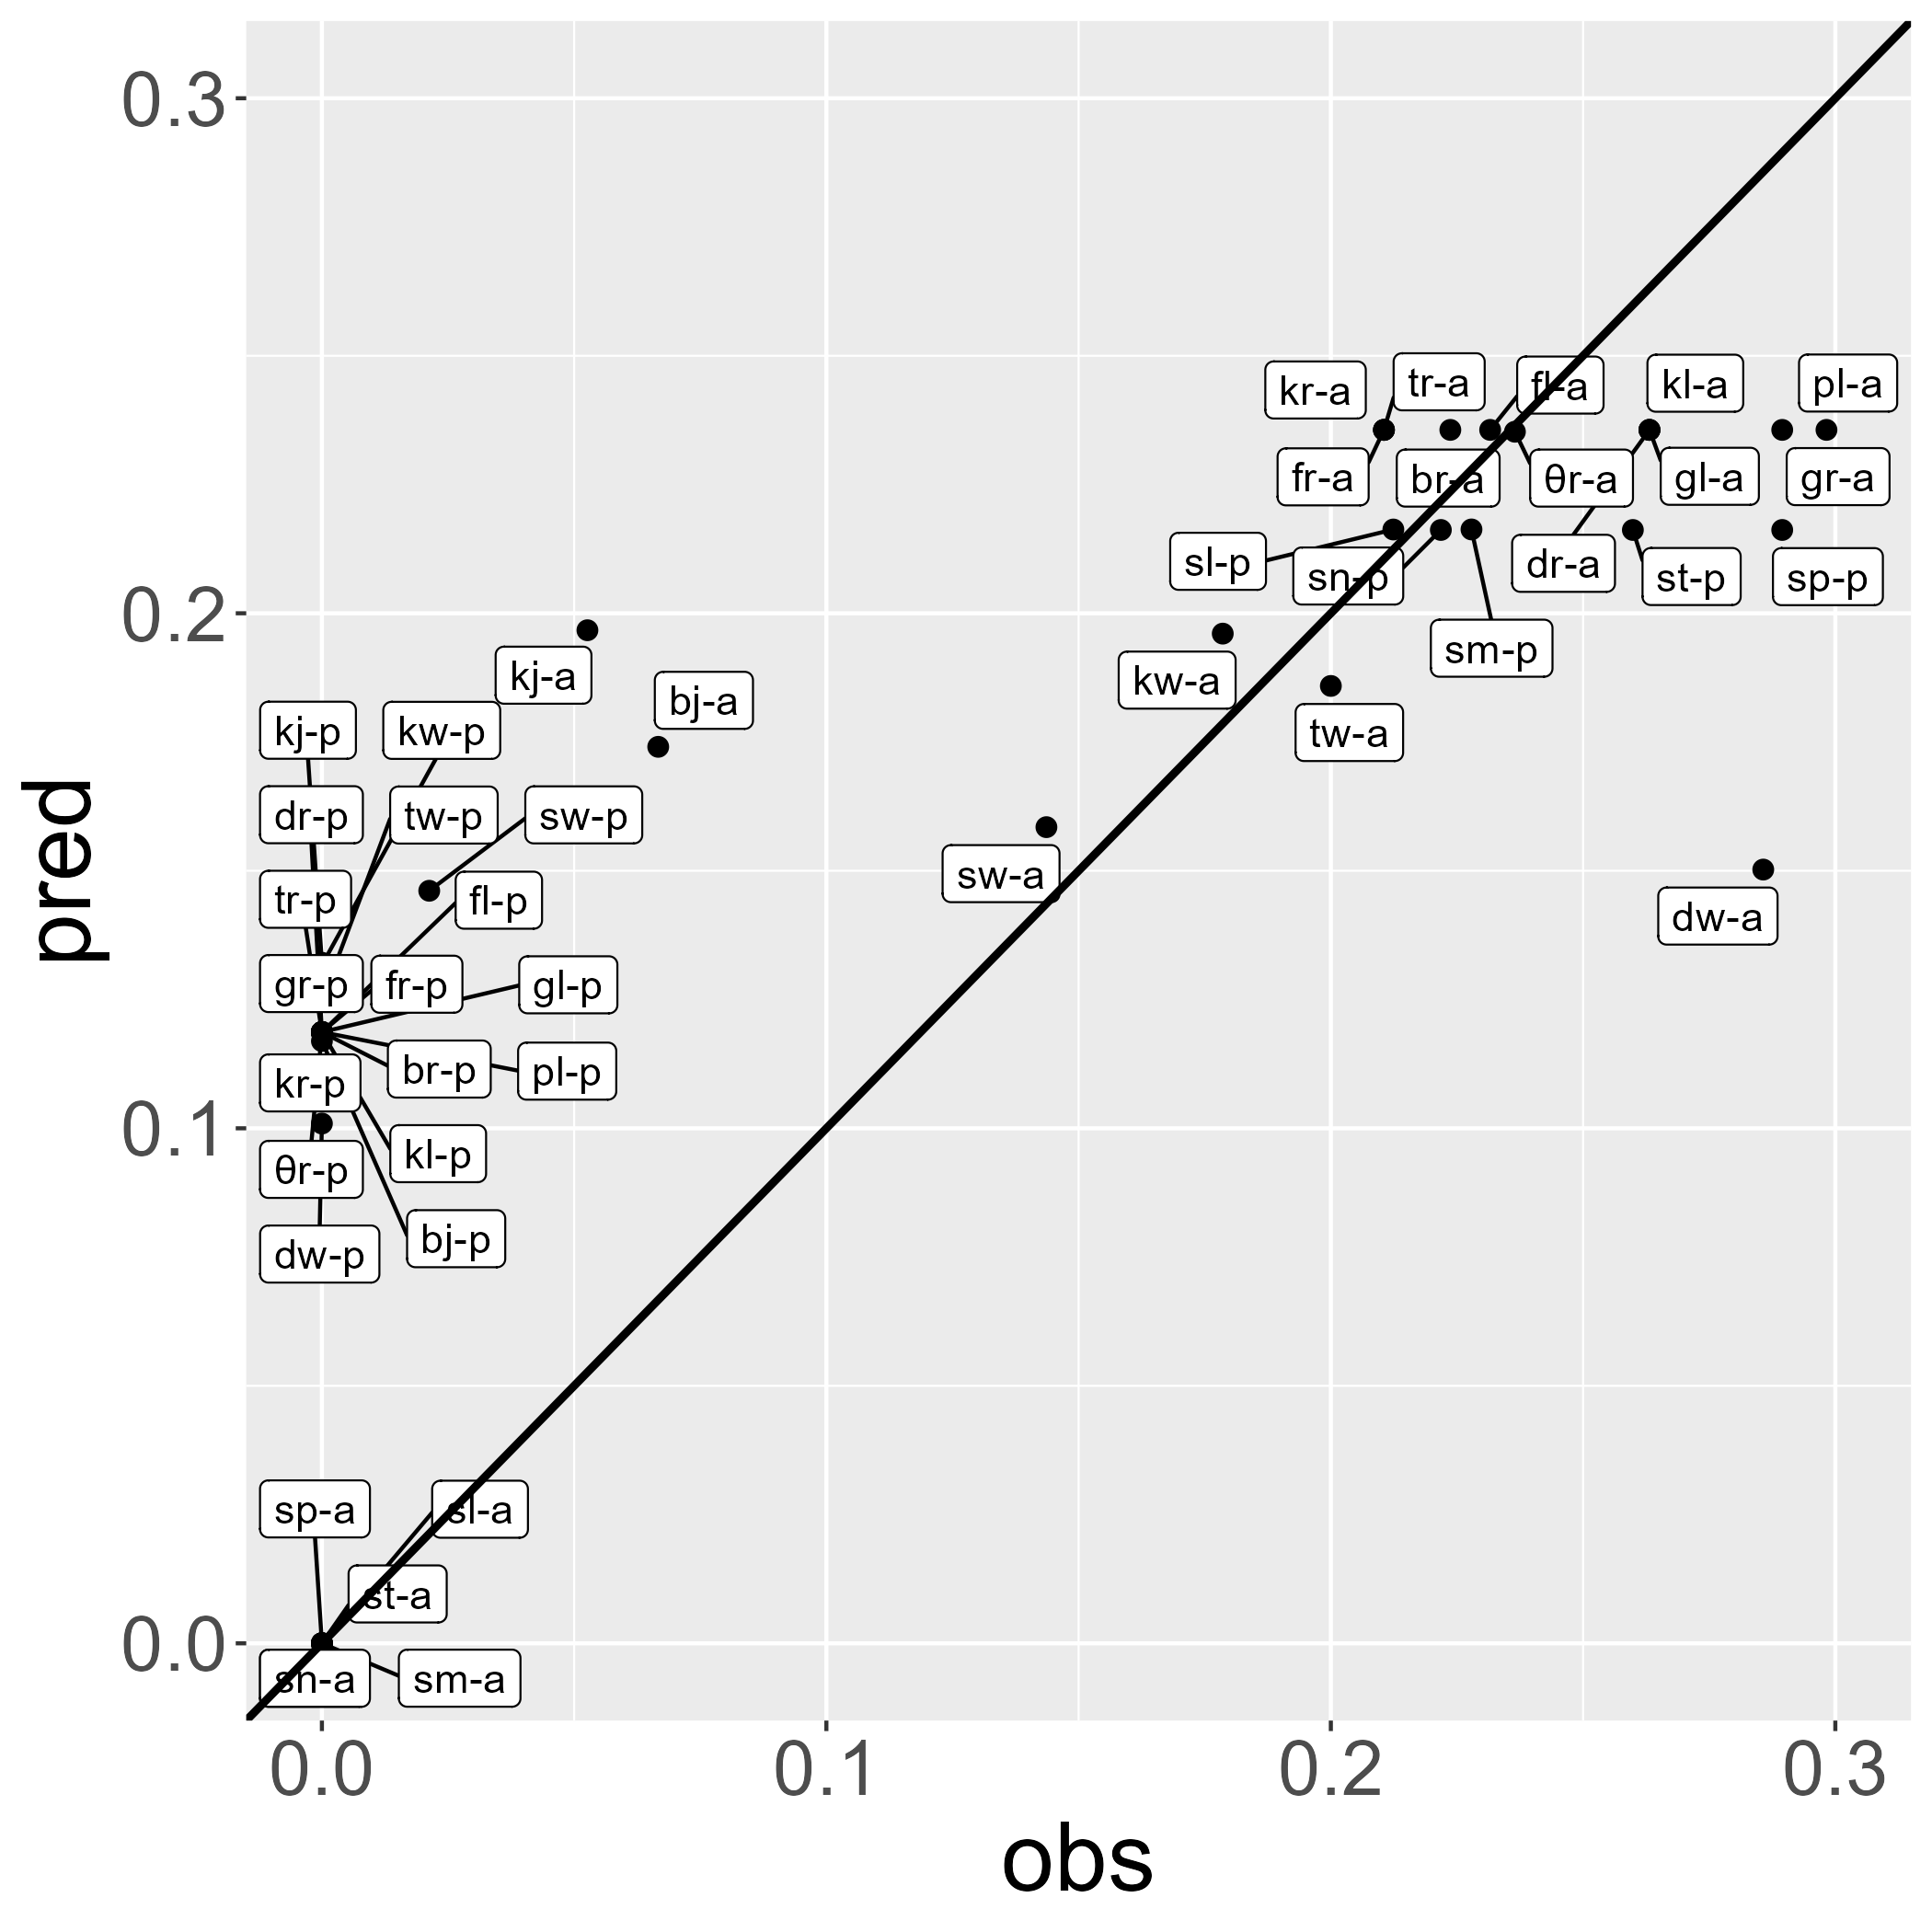 0.3
kr-a
tr-a
fl-a
kl-a
pl-a
fr-a
br-a
θr-a
gl-a
gr-a
sl-p
sn-p
dr-a
st-p
sp-p
0.2
sm-p
kj-a
bj-a
kw-a
tw-a
kj-p
kw-p
dr-p
tw-p
sw-p
sw-a
tr-p
fl-p
dw-a
pred
gr-p
fr-p
gl-p
kr-p
br-p
pl-p
0.1
θr-p
kl-p
dw-p
bj-p
sp-a
sl-a
st-a
0.0
sn-a
sm-a
0.0 0.1 0.2 0.3
obs